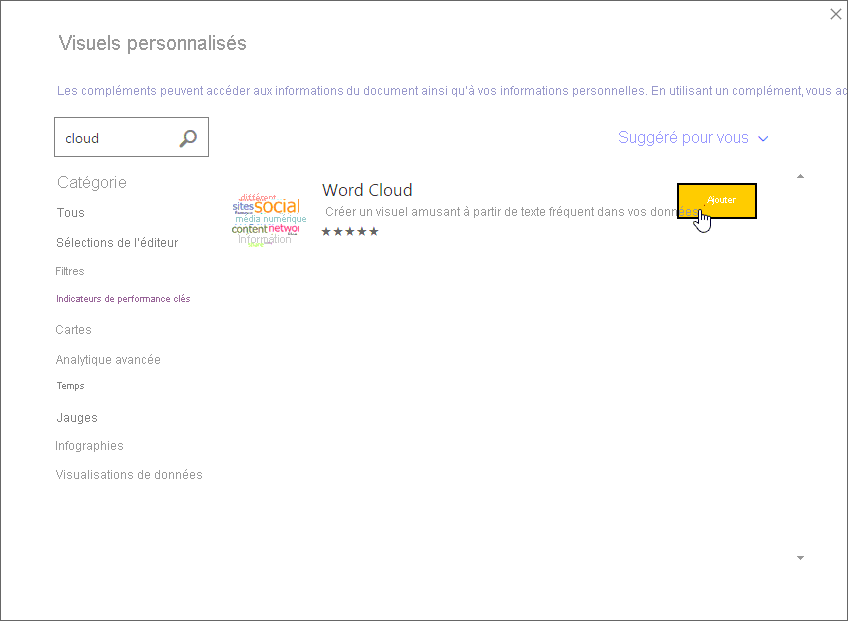 Visuels personnalisés
Les compléments peuvent accéder aux informations du document ainsi qu'à vos informations personnelles. En utilisant un complément, vous ac
cloud
Suggéré pour vous
Catégorie
Tous
Sélections de l'éditeur
Filtres
Indicateurs de performance clés
Cartes
Analytique avancée
Temps
Jauges
Infographies
Visualisations de données
différent
sites social
média numérique
content networ
Information
Word Cloud
Créer un visuel amusant à partir de texte fréquent dans vos données.
Ajouter